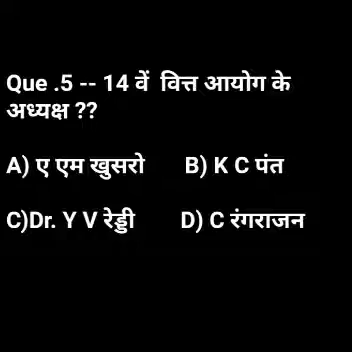 Que .5 -- 14 वें वित्त आयोग के
अध्यक्ष ??
A) ए एम खुसरो B) K C पंत
C)Dr. Y V रेड्डी D) C रंगराजन